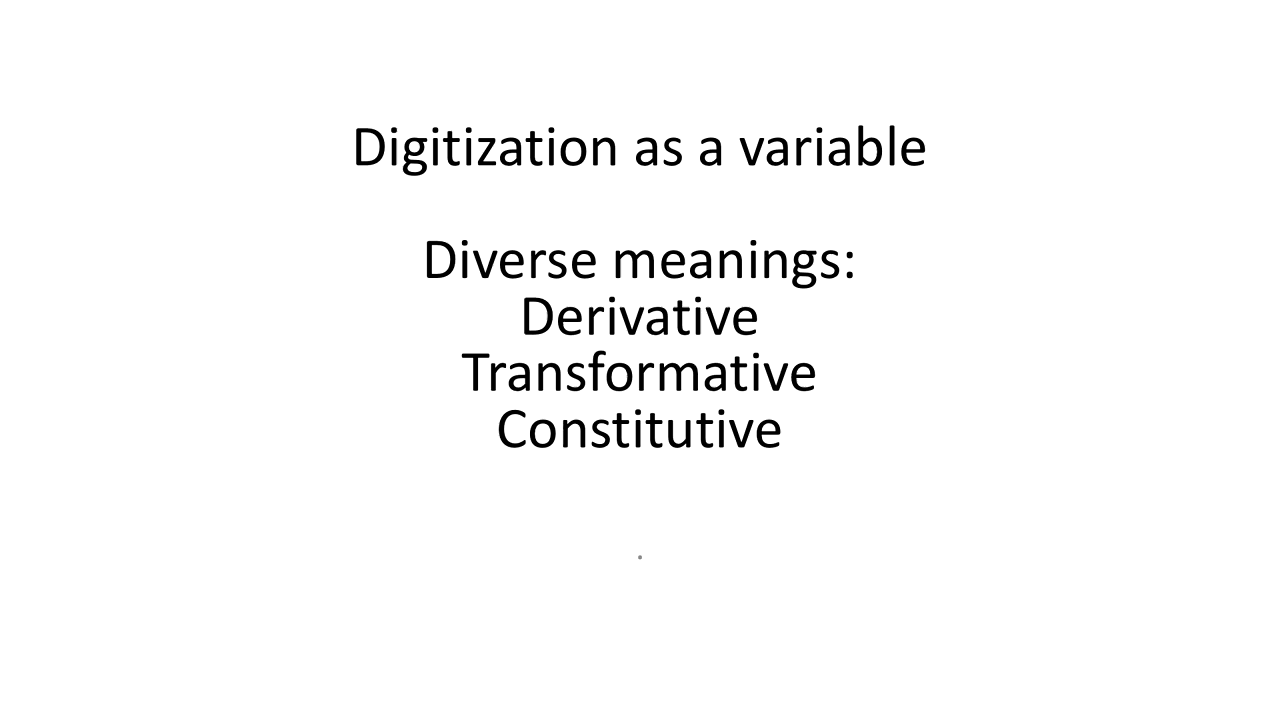 Digitization as a variable
Diverse meanings:
Derivative
Transformative
Constitutive
.